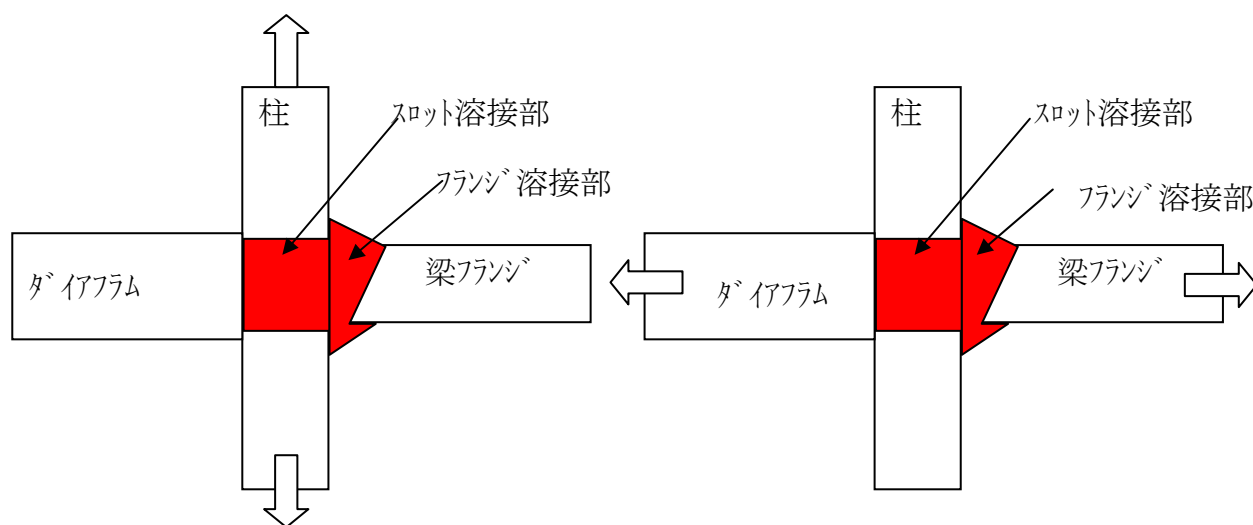 柱
スロット溶接部
フランジ溶接部
ダイアフラム
梁フランジ
柱
スロット溶接部
フランジ溶接部
ダイアフラム
梁フランジ